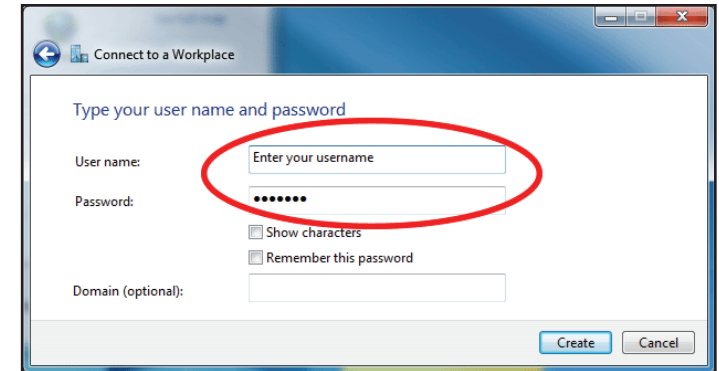 Connect to a Workplace
Type your user name and password
User name:
Enter your username
Password:
•••••••
Show characters
Remember this password
Domain (optional):
Create
Cancel